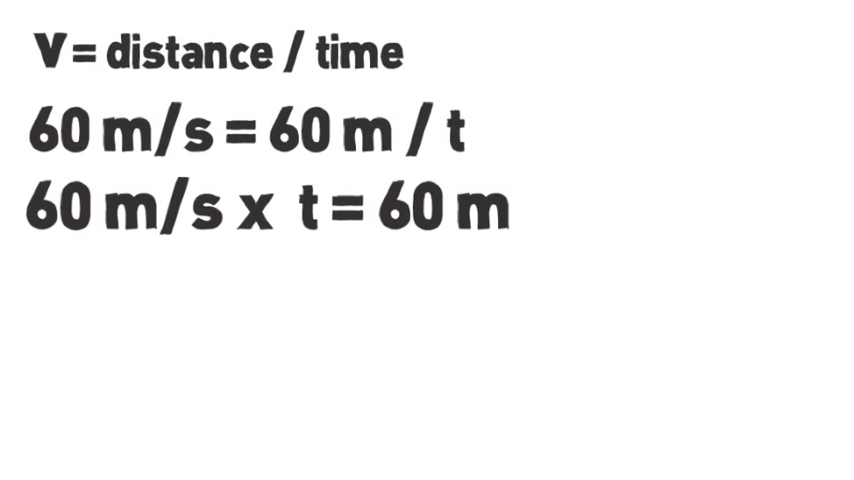 V= distance / time
60 m/s = 60 m / t
60 m/s x t = 60 m